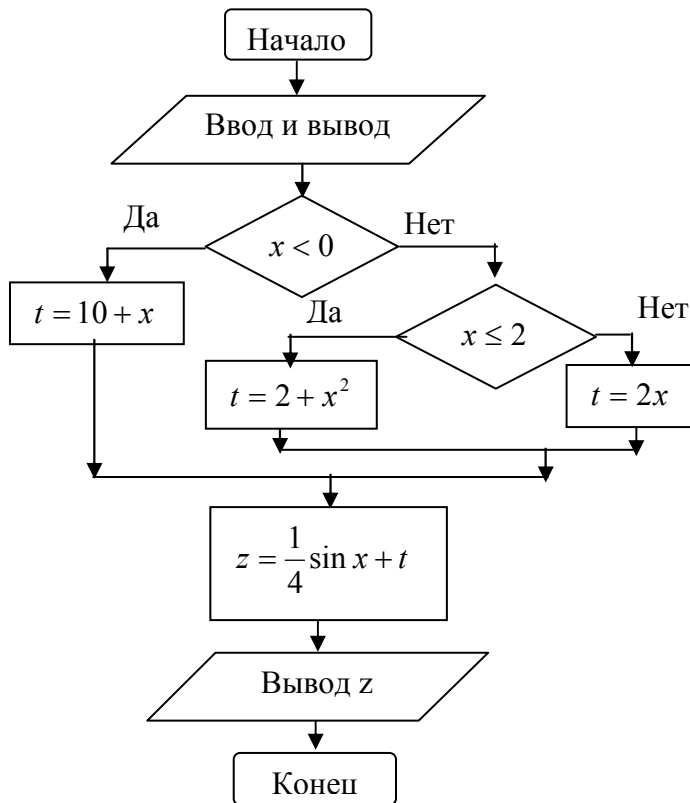 Начало
Ввод и вывод
Да
x < 0
Нет
t = 10 + x
Да
x ≤ 2
Нет
t = 2 + x²
t = 2x
z = 1/4 sin x + t
Вывод z
Конец